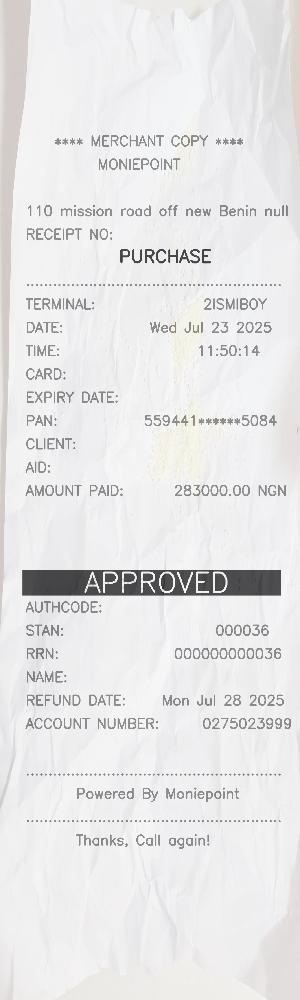 **** MERCHANT COPY ****
MONIEPOINT
110 mission road off new Benin null
RECEIPT NO:
PURCHASE
TERMINAL: 2ISMIBOY
DATE: Wed Jul 23 2025
TIME: 11:50:14
CARD:
EXPIRY DATE:
PAN: 559441******5084
CLIENT:
AID:
AMOUNT PAID: 283000.00 NGN
APPROVED
AUTHCODE:
STAN: 000036
RRN: 000000000036
NAME:
REFUND DATE: Mon Jul 28 2025
ACCOUNT NUMBER: 0275023999
Powered By Moniepoint
Thanks, Call again!